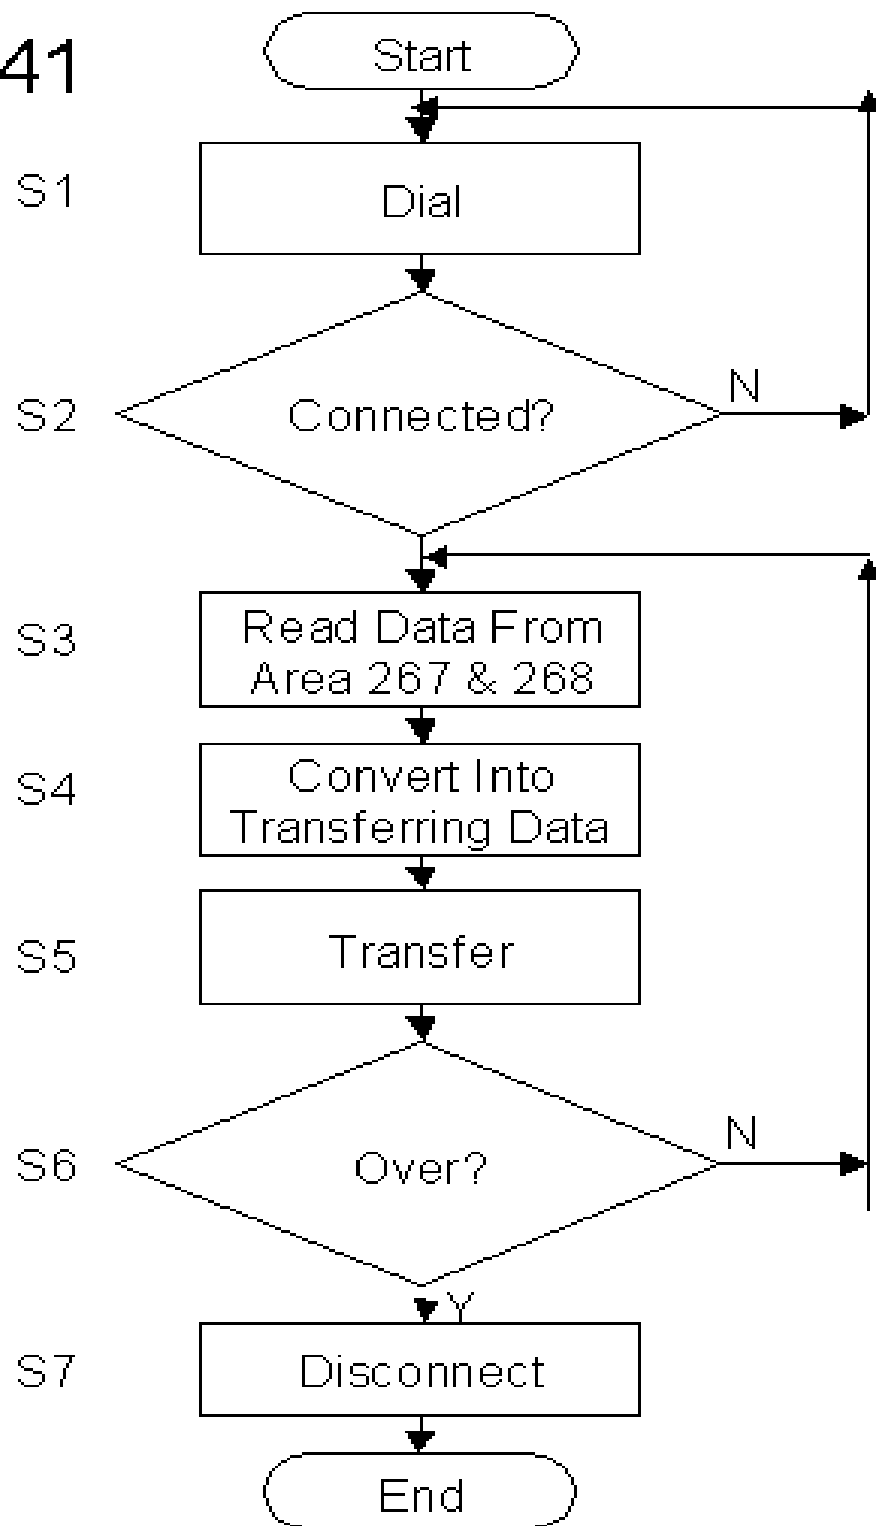 41
Start
S1
Dial
S2
Connected?
N
S3
Read Data From
Area 267 & 268
S4
Convert Into
Transferring Data
S5
Transfer
S6
Over?
N
Y
S7
Disconnect
End